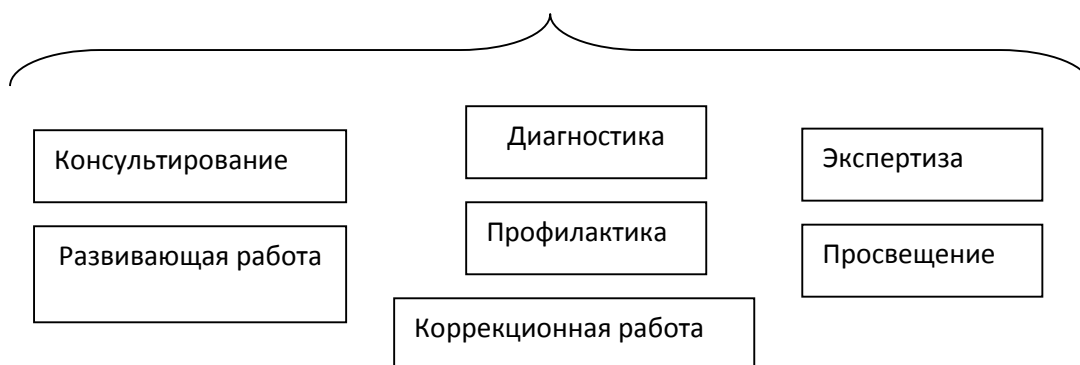 Консультирование
Развивающая работа
Диагностика
Профилактика
Коррекционная работа
Экспертиза
Просвещение